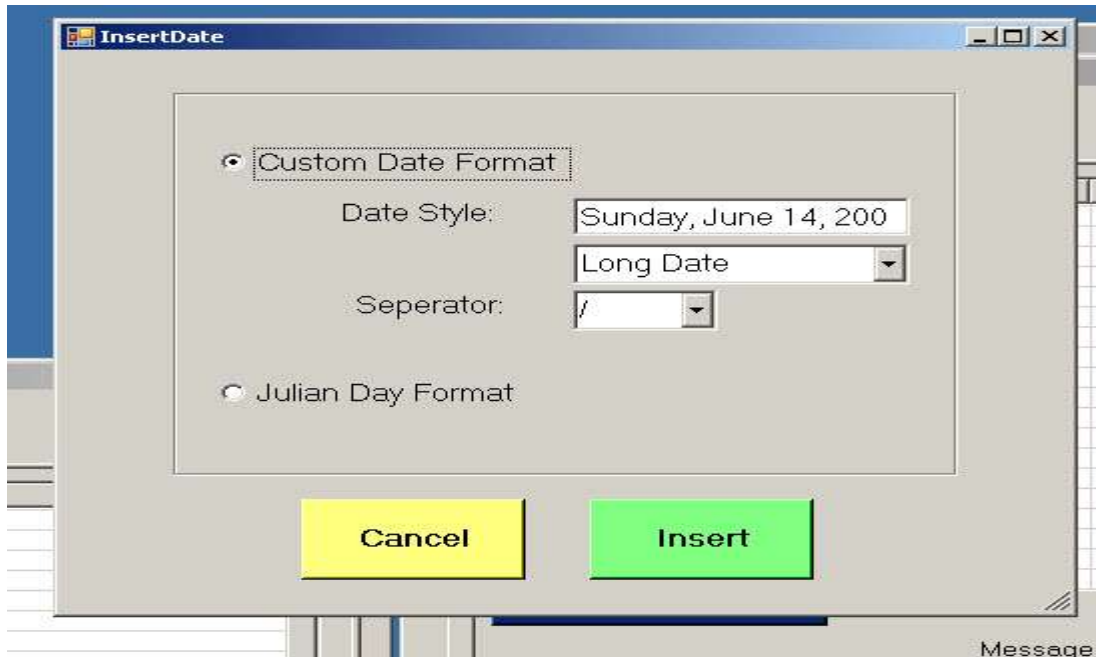 InsertDate
Custom Date Format
Date Style: Sunday, June 14, 200
Long Date
Seperator: /
Julian Day Format
Cancel Insert
Message